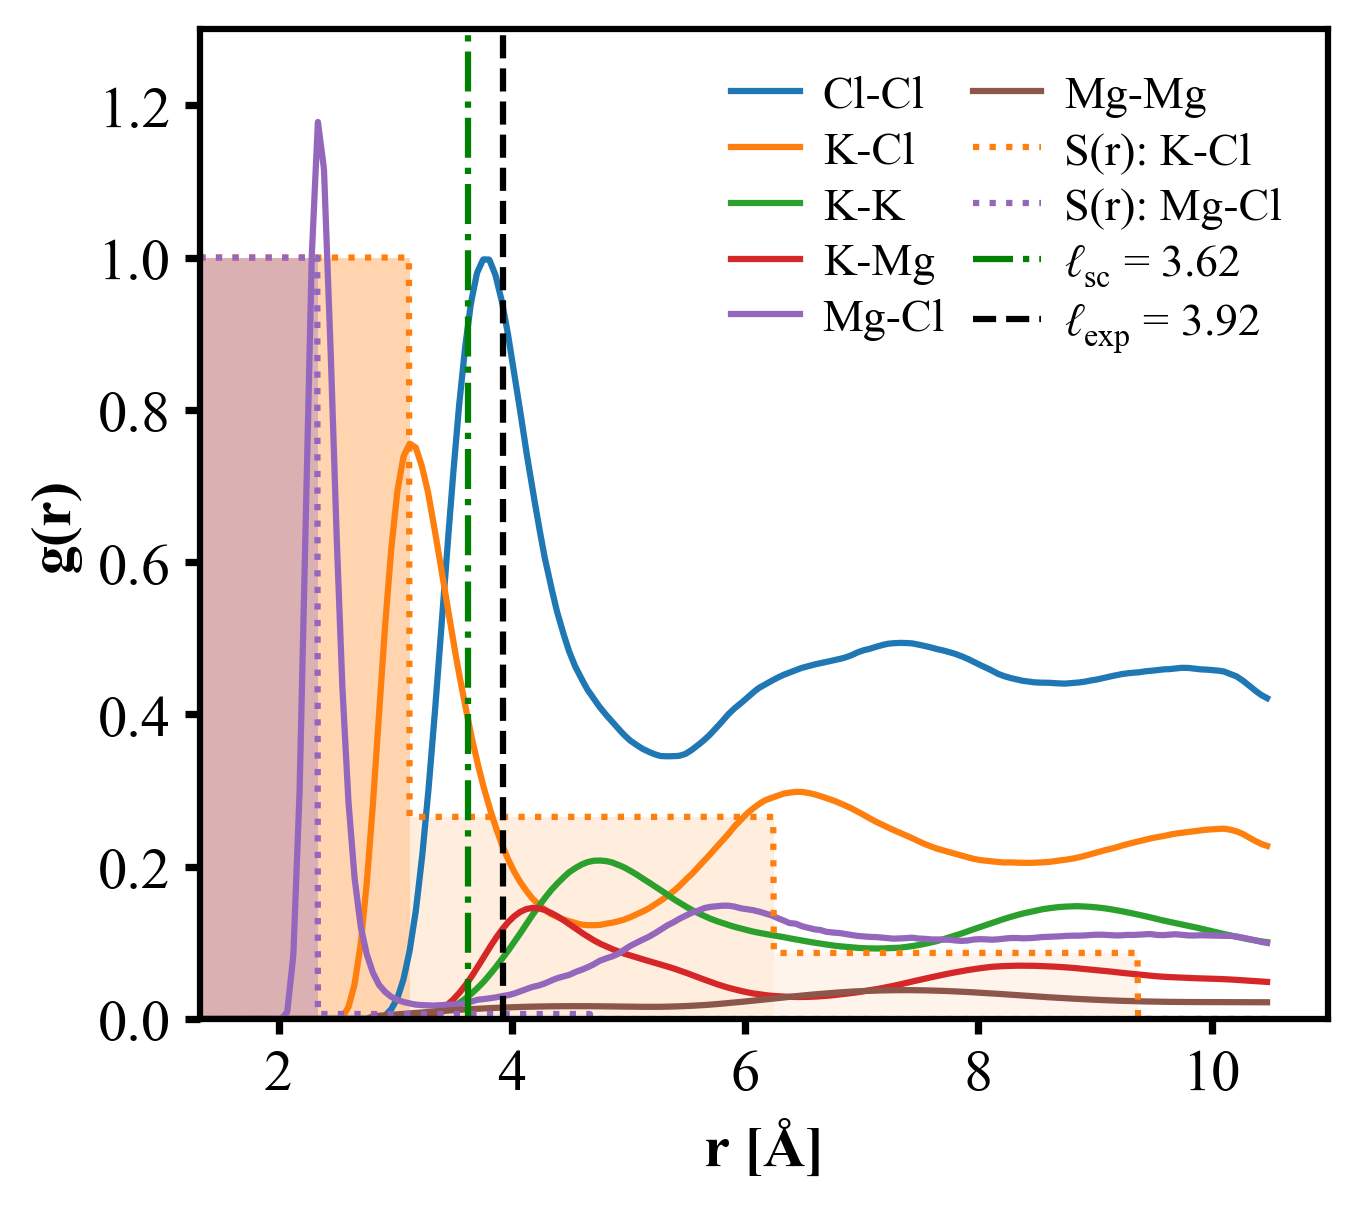 g(r)
1.2
1.0
0.8
0.6
0.4
0.2
0.0
2 4 6 8 10
r [Å]
Cl-Cl
K-Cl
K-K
K-Mg
Mg-Cl
Mg-Mg
S(r): K-Cl
S(r): Mg-Cl
ℓsc = 3.62
ℓexp = 3.92